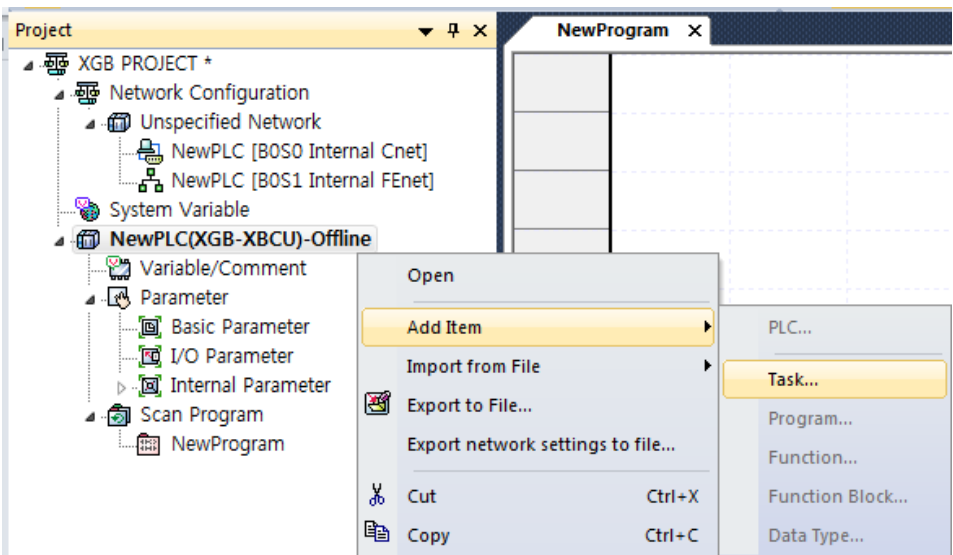 Project
NewProgram
XGB PROJECT *
Network Configuration
Unspecified Network
NewPLC [B0S0 Internal Cnet]
NewPLC [B0S1 Internal FEnet]
System Variable
NewPLC(XGB-XBCU)-Offline
Variable/Comment
Parameter
Basic Parameter
I/O Parameter
Internal Parameter
Scan Program
NewProgram
Open
Add Item
Import from File
Export to File...
Export network settings to file...
Cut Ctrl+X
Copy Ctrl+C
PLC...
Task...
Program...
Function...
Function Block...
Data Type...